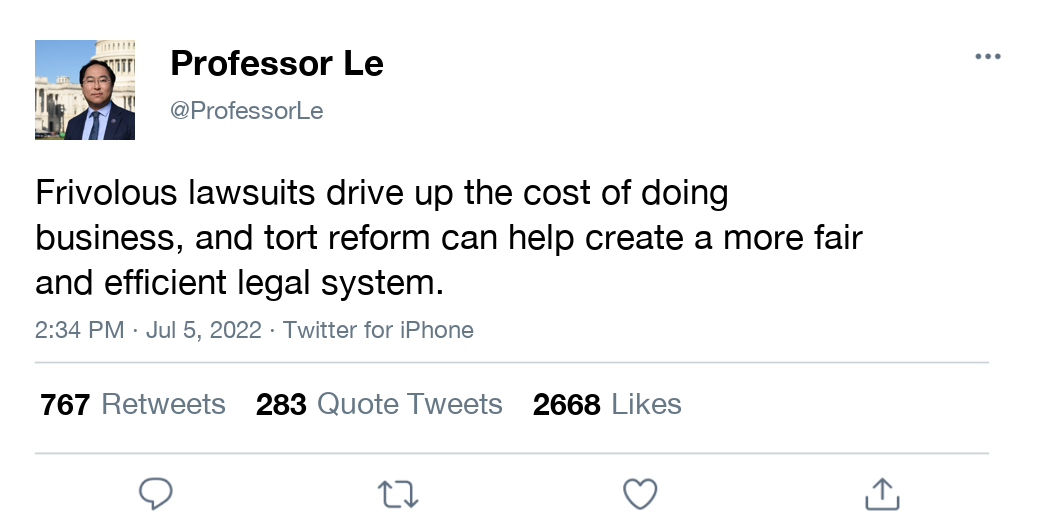 Professor Le
@ProfessorLe
Frivolous lawsuits drive up the cost of doing
business, and tort reform can help create a more fair
and efficient legal system.
2:34 PM · Jul 5, 2022 · Twitter for iPhone
767 Retweets 283 Quote Tweets 2668 Likes